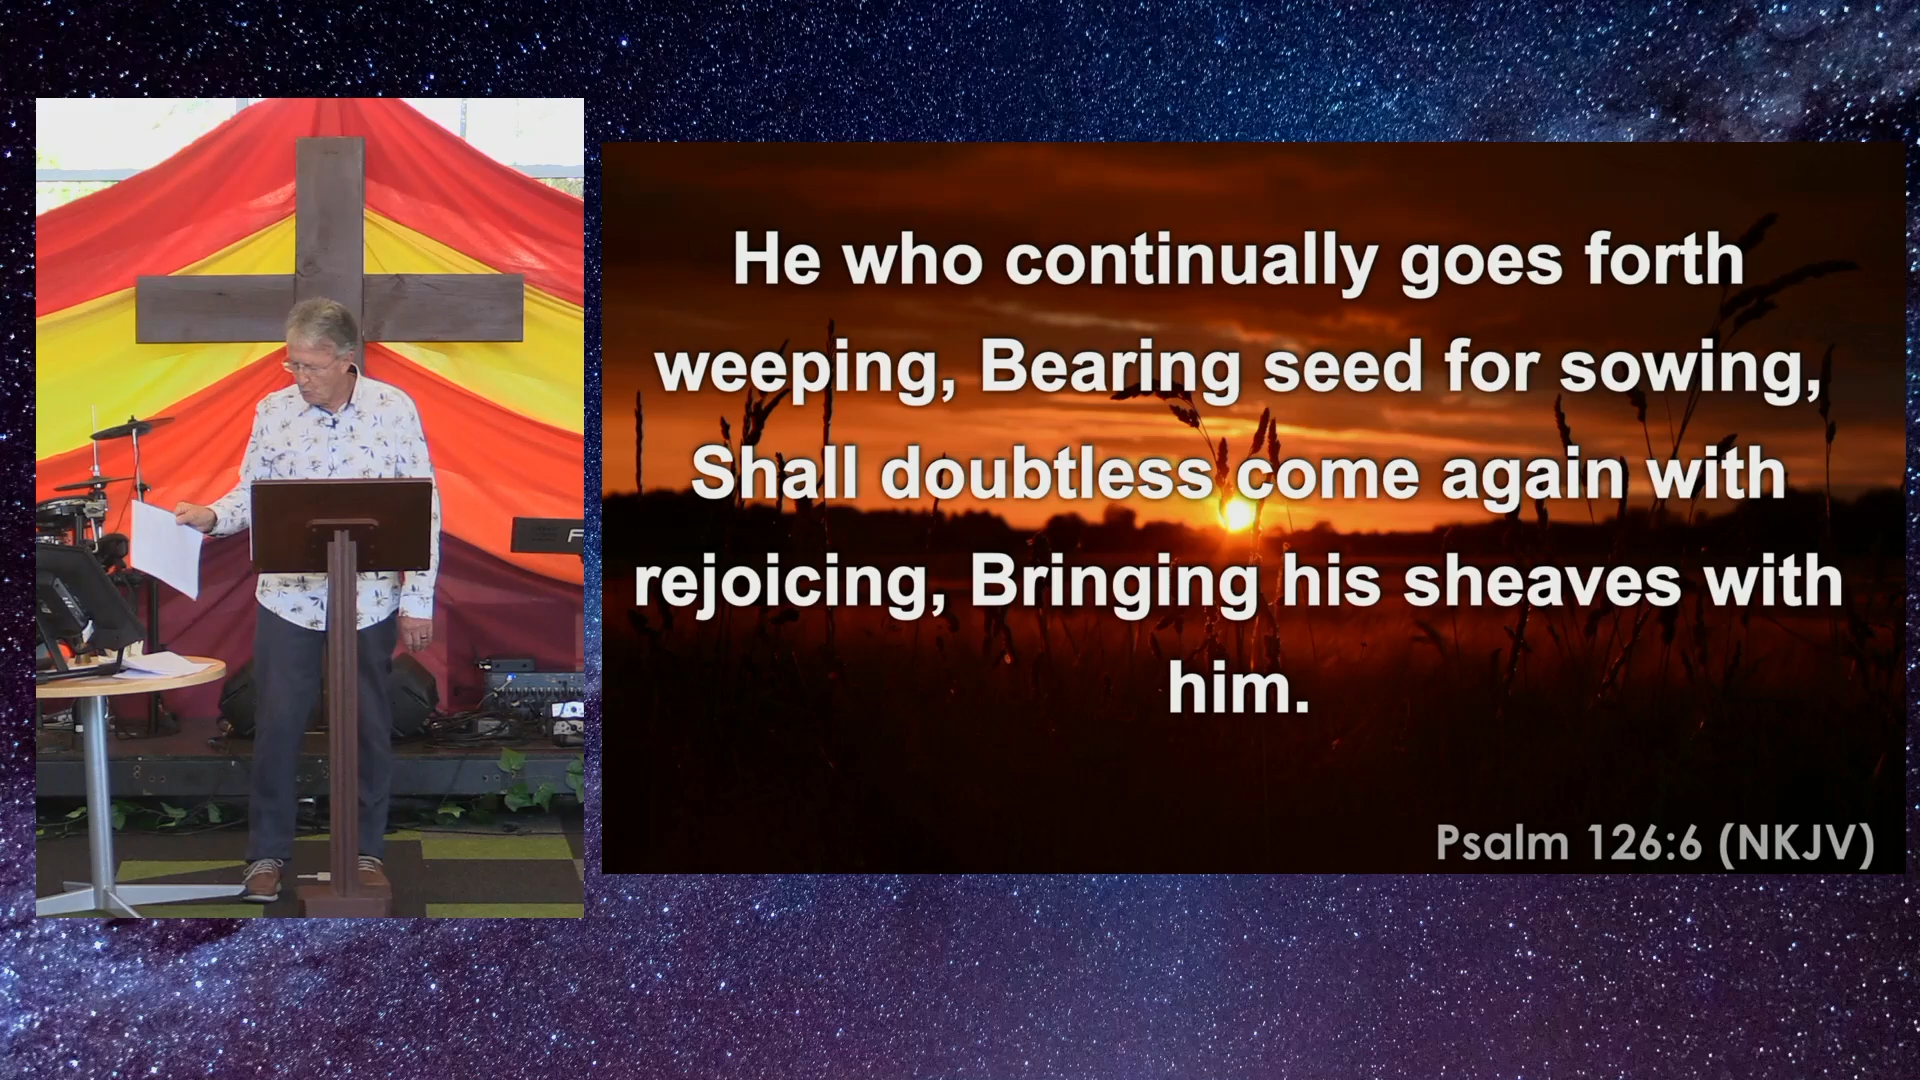 He who continually goes forth
weeping, Bearing seed for sowing,
Shall doubtless come again with
rejoicing, Bringing his sheaves with
him.
Psalm 126:6 (NKJV)